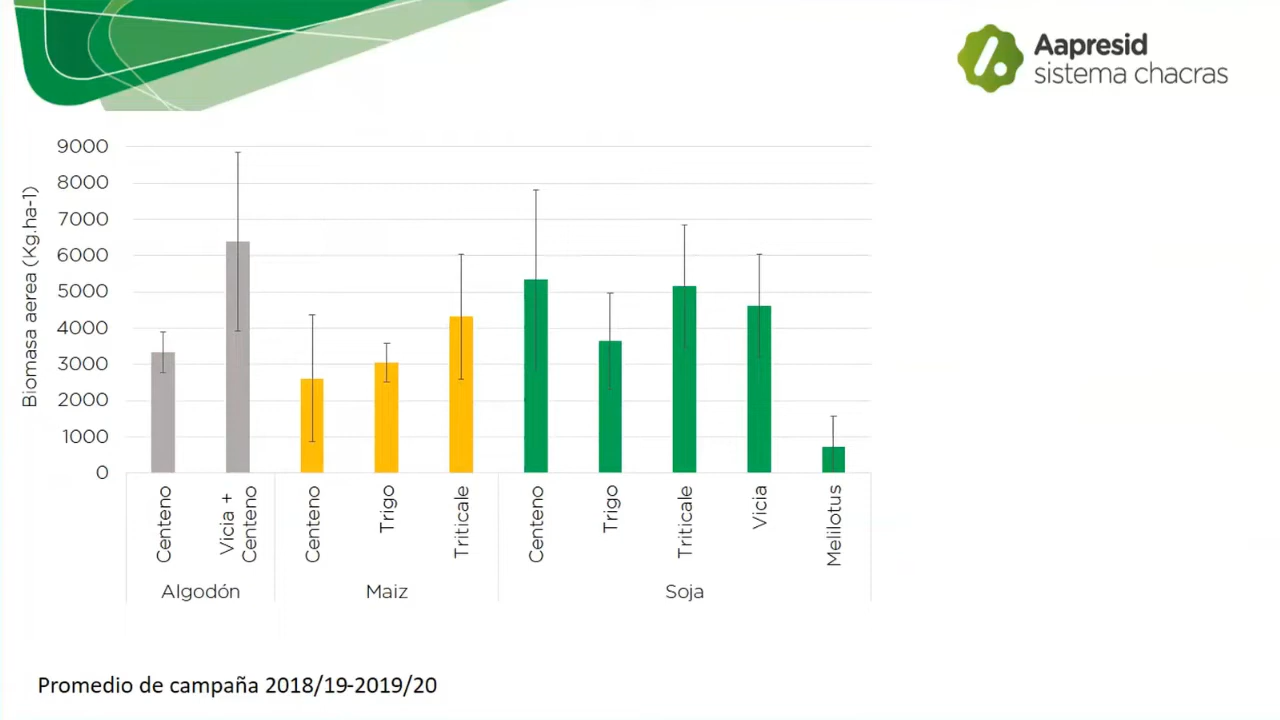 Aapresid
sistema chacras
Biomasa aerea (Kg.ha-1)
9000
8000
7000
6000
5000
4000
3000
2000
1000
0
Centeno
Vicia +
Centeno
Centeno
Trigo
Triticale
Centeno
Trigo
Triticale
Vicia
Melilotus
Algodón
Maiz
Soja
Promedio de campaña 2018/19-2019/20